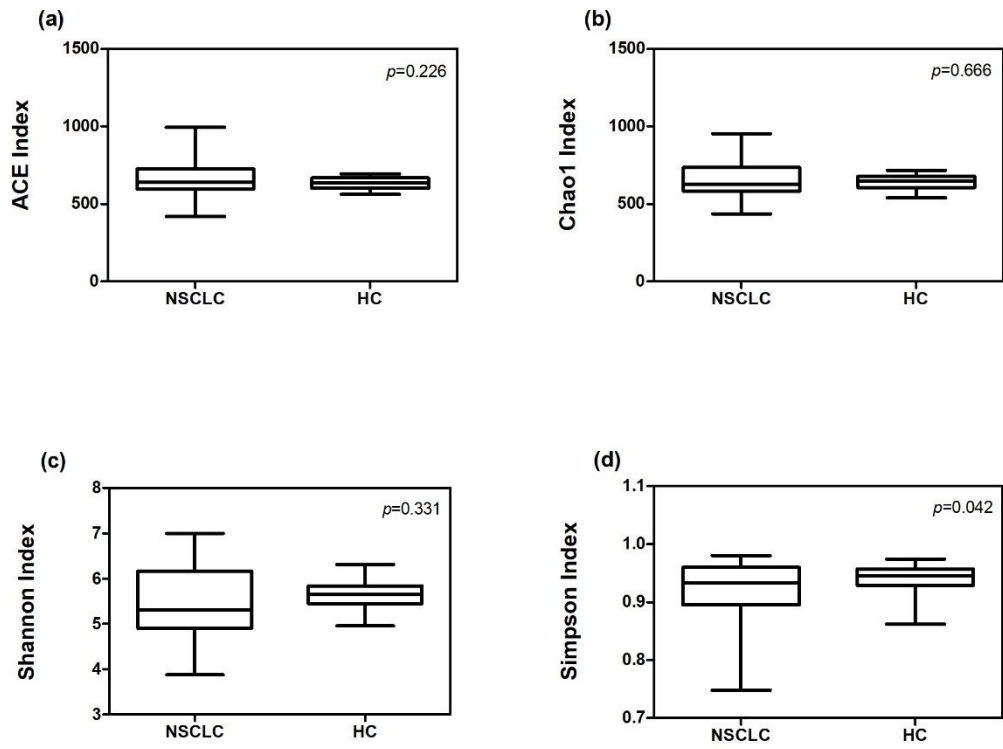 (a)
1500
1000
500
0
ACE Index
p=0.226
NSCLC
HC
(b)
1500
1000
500
0
Chao1 Index
p=0.666
NSCLC
HC
(c)
8
7
6
5
4
3
Shannon Index
p=0.331
NSCLC
HC
(d)
1.1
1.0
0.9
0.8
0.7
Simpson Index
p=0.042
NSCLC
HC